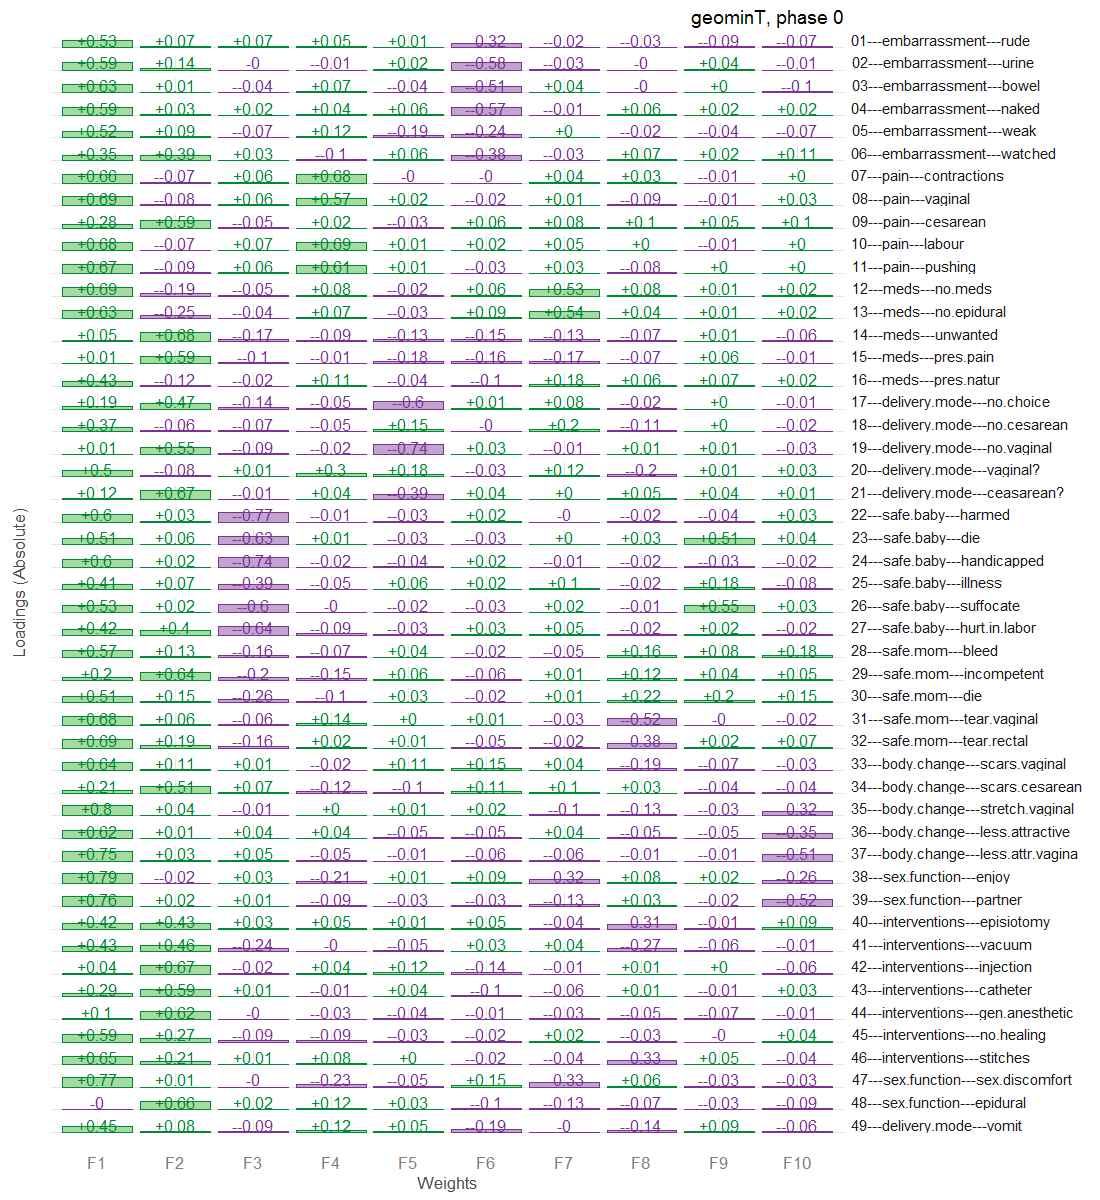 geominT, phase 0
+0.53 +0.07 +0.07 +0.05 +0.01 --0.32 --0.02 --0.03 --0.09 --0.07 01---embarrassment---rude
+0.59 +0.14 -0 --0.01 +0.02 --0.58 --0.03 -0 +0.04 --0.01 02---embarrassment---urine
+0.63 +0.01 --0.04 +0.07 --0.04 --0.51 +0.04 -0 +0 --0.1 03---embarrassment---bowel
+0.59 +0.03 +0.02 +0.04 +0.06 --0.57 --0.01 +0.06 +0.02 +0.02 04---embarrassment---naked
+0.52 +0.09 --0.07 +0.12 --0.19 --0.24 +0 --0.02 --0.04 --0.07 05---embarrassment---weak
+0.35 +0.39 +0.03 --0.1 +0.06 --0.38 --0.03 +0.07 +0.02 +0.11 06---embarrassment---watched
+0.66 --0.07 +0.06 +0.68 -0 -0 +0.04 +0.03 --0.01 +0 07---pain---contractions
+0.69 --0.08 +0.06 +0.57 --0.02 --0.02 +0.01 --0.09 --0.01 +0.03 08---pain---vaginal
+0.28 +0.59 --0.05 +0.02 --0.03 +0.06 +0.08 +0.1 +0.05 +0.1 09---pain---cesarean
+0.68 --0.07 +0.07 +0.69 +0.01 +0.02 +0.05 +0 --0.01 +0 10---pain---labour
+0.67 --0.09 +0.06 +0.61 +0.01 --0.03 +0.03 --0.08 +0 +0 11---pain---pushing
+0.69 --0.19 --0.05 +0.08 --0.02 +0.06 +0.53 +0.08 +0.01 +0.02 12---meds---no.meds
+0.63 --0.25 --0.04 +0.07 --0.03 +0.09 +0.54 +0.04 +0.01 +0.02 13---meds---no.epidural
+0.05 +0.68 --0.17 --0.09 --0.13 --0.15 --0.13 --0.07 +0.01 --0.06 14---meds---unwanted
+0.01 +0.59 --0.1 --0.01 --0.18 --0.16 --0.17 --0.07 +0.06 --0.01 15---meds---pres.pain
+0.43 --0.12 --0.02 +0.11 --0.04 --0.1 +0.18 +0.06 +0.07 +0.02 16---meds---pres.natur
+0.19 +0.47 --0.14 --0.05 --0.6 +0.01 +0.08 --0.02 +0 --0.01 17---delivery.mode---no.choice
+0.37 --0.06 --0.07 --0.05 +0.15 -0 +0.2 --0.11 +0 --0.02 18---delivery.mode---no.cesarean
+0.01 +0.55 --0.09 --0.02 --0.74 +0.03 --0.01 +0.01 +0.01 --0.03 19---delivery.mode---no.vaginal
+0.5 --0.08 +0.01 +0.3 +0.18 --0.03 +0.12 --0.2 +0.01 +0.03 20---delivery.mode---vaginal?
+0.12 +0.67 --0.01 +0.04 --0.39 +0.04 +0 +0.05 +0.04 +0.01 21---delivery.mode---ceasarean?
+0.6 +0.03 --0.77 --0.01 --0.03 +0.02 -0 --0.02 --0.04 +0.03 22---safe.baby---harmed
+0.51 +0.06 --0.63 +0.01 --0.03 --0.03 +0 +0.03 +0.51 +0.04 23---safe.baby---die
+0.6 +0.02 --0.74 --0.02 --0.04 +0.02 --0.01 --0.02 --0.03 --0.02 24---safe.baby---handicapped
+0.41 +0.07 --0.39 --0.05 +0.06 +0.02 +0.1 --0.02 +0.18 --0.08 25---safe.baby---illness
+0.53 +0.02 --0.6 -0 --0.02 --0.03 +0.02 --0.01 +0.55 +0.03 26---safe.baby---suffocate
+0.42 +0.4 --0.64 --0.09 --0.03 +0.03 +0.05 --0.02 +0.02 --0.02 27---safe.baby---hurt.in.labor
+0.57 +0.13 --0.16 --0.07 +0.04 --0.02 --0.05 +0.16 +0.08 +0.18 28---safe.mom---bleed
+0.2 +0.64 --0.2 --0.15 +0.06 --0.06 +0.01 +0.12 +0.04 +0.05 29---safe.mom---incompetent
+0.51 +0.15 --0.26 --0.1 +0.03 --0.02 +0.01 +0.22 +0.2 +0.15 30---safe.mom---die
+0.68 +0.06 --0.06 +0.14 +0 +0.01 --0.03 --0.52 -0 --0.02 31---safe.mom---tear.vaginal
+0.69 +0.19 --0.16 +0.02 +0.01 --0.05 --0.02 --0.38 +0.02 +0.07 32---safe.mom---tear.rectal
+0.64 +0.11 +0.01 --0.02 +0.11 +0.15 +0.04 --0.19 --0.07 --0.03 33---body.change---scars.vaginal
+0.21 +0.51 +0.07 --0.12 --0.1 +0.11 +0.1 +0.03 --0.04 --0.04 34---body.change---scars.cesarean
+0.8 +0.04 --0.01 +0 +0.01 +0.02 --0.1 --0.13 --0.03 --0.32 35---body.change---stretch.vaginal
+0.62 +0.01 +0.04 +0.04 --0.05 --0.05 +0.04 --0.05 --0.05 --0.35 36---body.change---less.attractive
+0.75 +0.03 +0.05 --0.05 --0.01 --0.06 --0.06 --0.01 --0.01 --0.51 37---body.change---less.attr.vagina
+0.79 --0.02 +0.03 --0.21 +0.01 +0.09 --0.32 +0.08 +0.02 --0.26 38---sex.function---enjoy
+0.76 +0.02 +0.01 --0.09 --0.03 --0.03 --0.13 +0.03 --0.02 --0.52 39---sex.function---partner
+0.42 +0.43 +0.03 +0.05 +0.01 +0.05 --0.04 --0.31 --0.01 +0.09 40---interventions---episiotomy
+0.43 +0.46 --0.24 -0 --0.05 +0.03 +0.04 --0.27 --0.06 --0.01 41---interventions---vacuum
+0.04 +0.67 --0.02 +0.04 +0.12 --0.14 --0.01 +0.01 +0 --0.06 42---interventions---injection
+0.29 +0.59 +0.01 --0.01 +0.04 --0.1 --0.06 +0.01 --0.01 +0.03 43---interventions---catheter
+0.1 +0.62 -0 --0.03 --0.04 --0.01 --0.03 --0.05 --0.07 --0.01 44---interventions---gen.anesthetic
+0.59 +0.27 --0.09 --0.09 --0.03 --0.02 +0.02 --0.03 -0 +0.04 45---interventions---no.healing
+0.65 +0.21 +0.01 +0.08 +0 --0.02 --0.04 --0.33 +0.05 --0.04 46---interventions---stitches
+0.77 +0.01 -0 --0.23 --0.05 +0.15 --0.33 +0.06 --0.03 --0.03 47---sex.function---sex.discomfort
-0 +0.66 +0.02 +0.12 +0.03 --0.1 --0.13 --0.07 --0.03 --0.09 48---sex.function---epidural
+0.45 +0.08 --0.09 +0.12 +0.05 --0.19 -0 --0.14 +0.09 --0.06 49---delivery.mode---vomit
F1 F2 F3 F4 F5 F6 F7 F8 F9 F10
Weights
Loadings (Absolute)